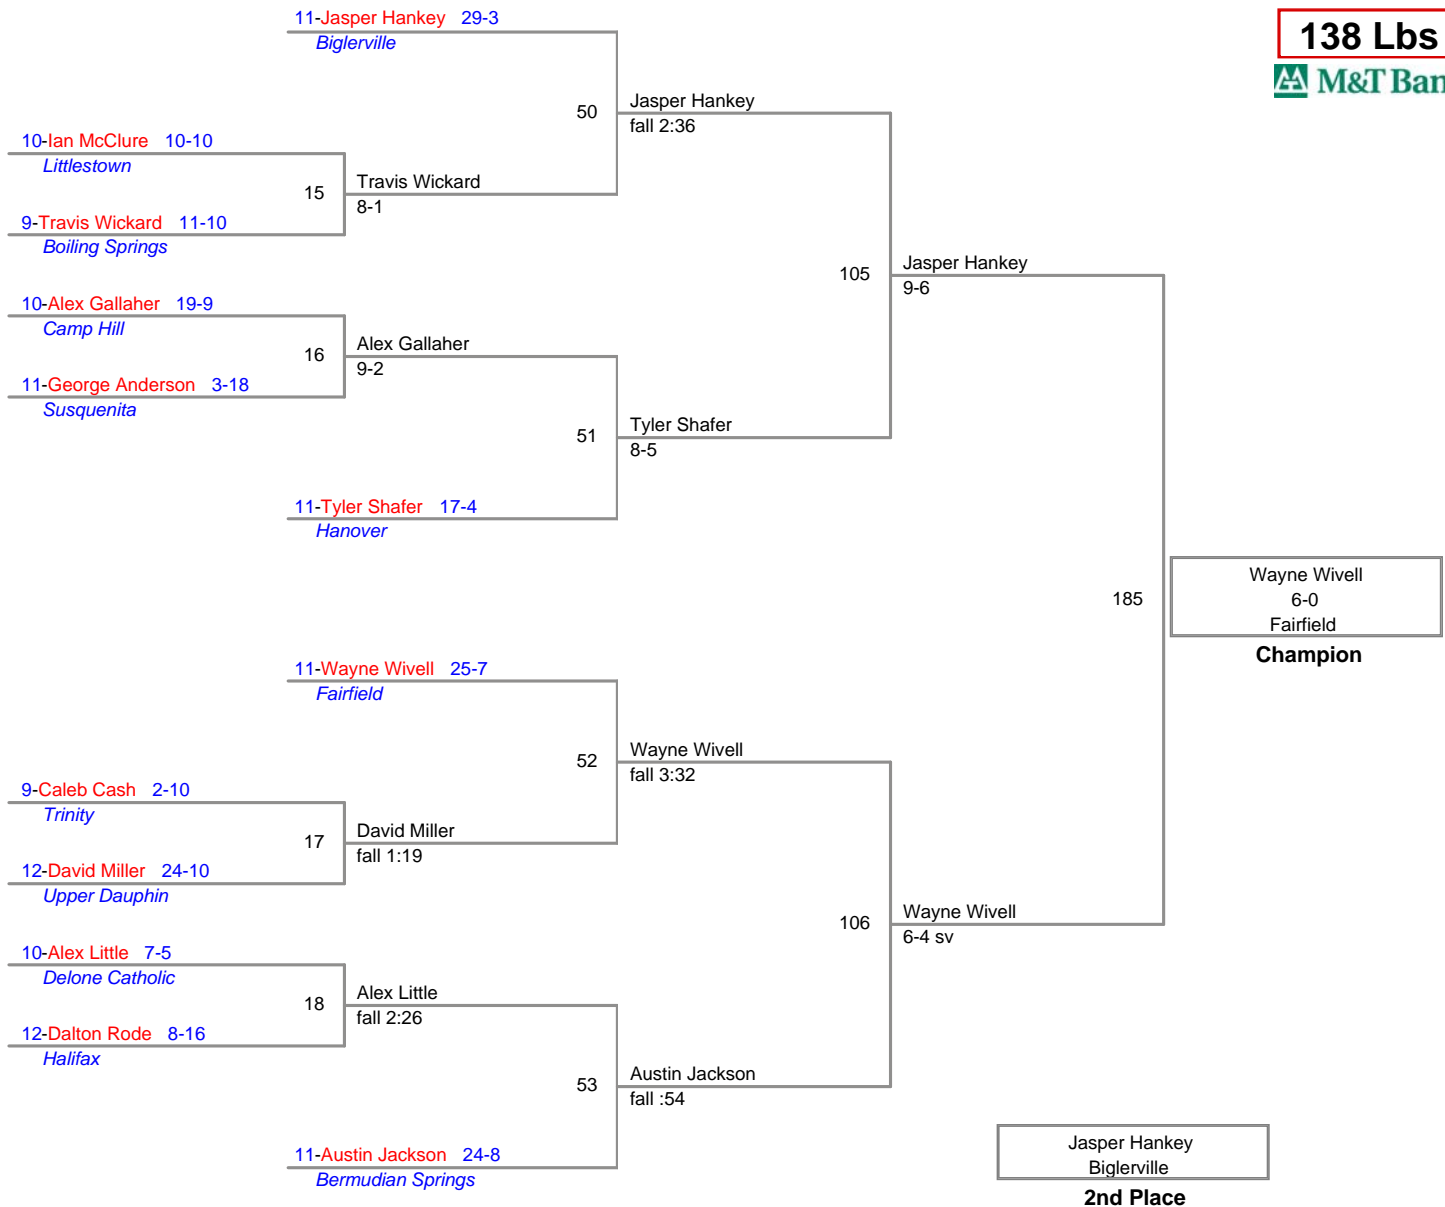 11-Jasper Hankey 29-3
Biglerville
138 Lbs
M&T Ban
50
Jasper Hankey
fall 2:36
10-Ian McClure 10-10
Littlestown
15
Travis Wickard
8-1
9-Travis Wickard 11-10
Boiling Springs
105
Jasper Hankey
9-6
10-Alex Gallaher 19-9
Camp Hill
16
Alex Gallaher
9-2
11-George Anderson 3-18
Susquenita
51
Tyler Shafer
8-5
11-Tyler Shafer 17-4
Hanover
185
Wayne Wivell
6-0
Fairfield
Champion
11-Wayne Wivell 25-7
Fairfield
52
Wayne Wivell
fall 3:32
9-Caleb Cash 2-10
Trinity
17
David Miller
fall 1:19
12-David Miller 24-10
Upper Dauphin
106
Wayne Wivell
6-4 sv
10-Alex Little 7-5
Delone Catholic
18
Alex Little
fall 2:26
12-Dalton Rode 8-16
Halifax
53
Austin Jackson
fall :54
11-Austin Jackson 24-8
Bermudian Springs
Jasper Hankey
Biglerville
2nd Place